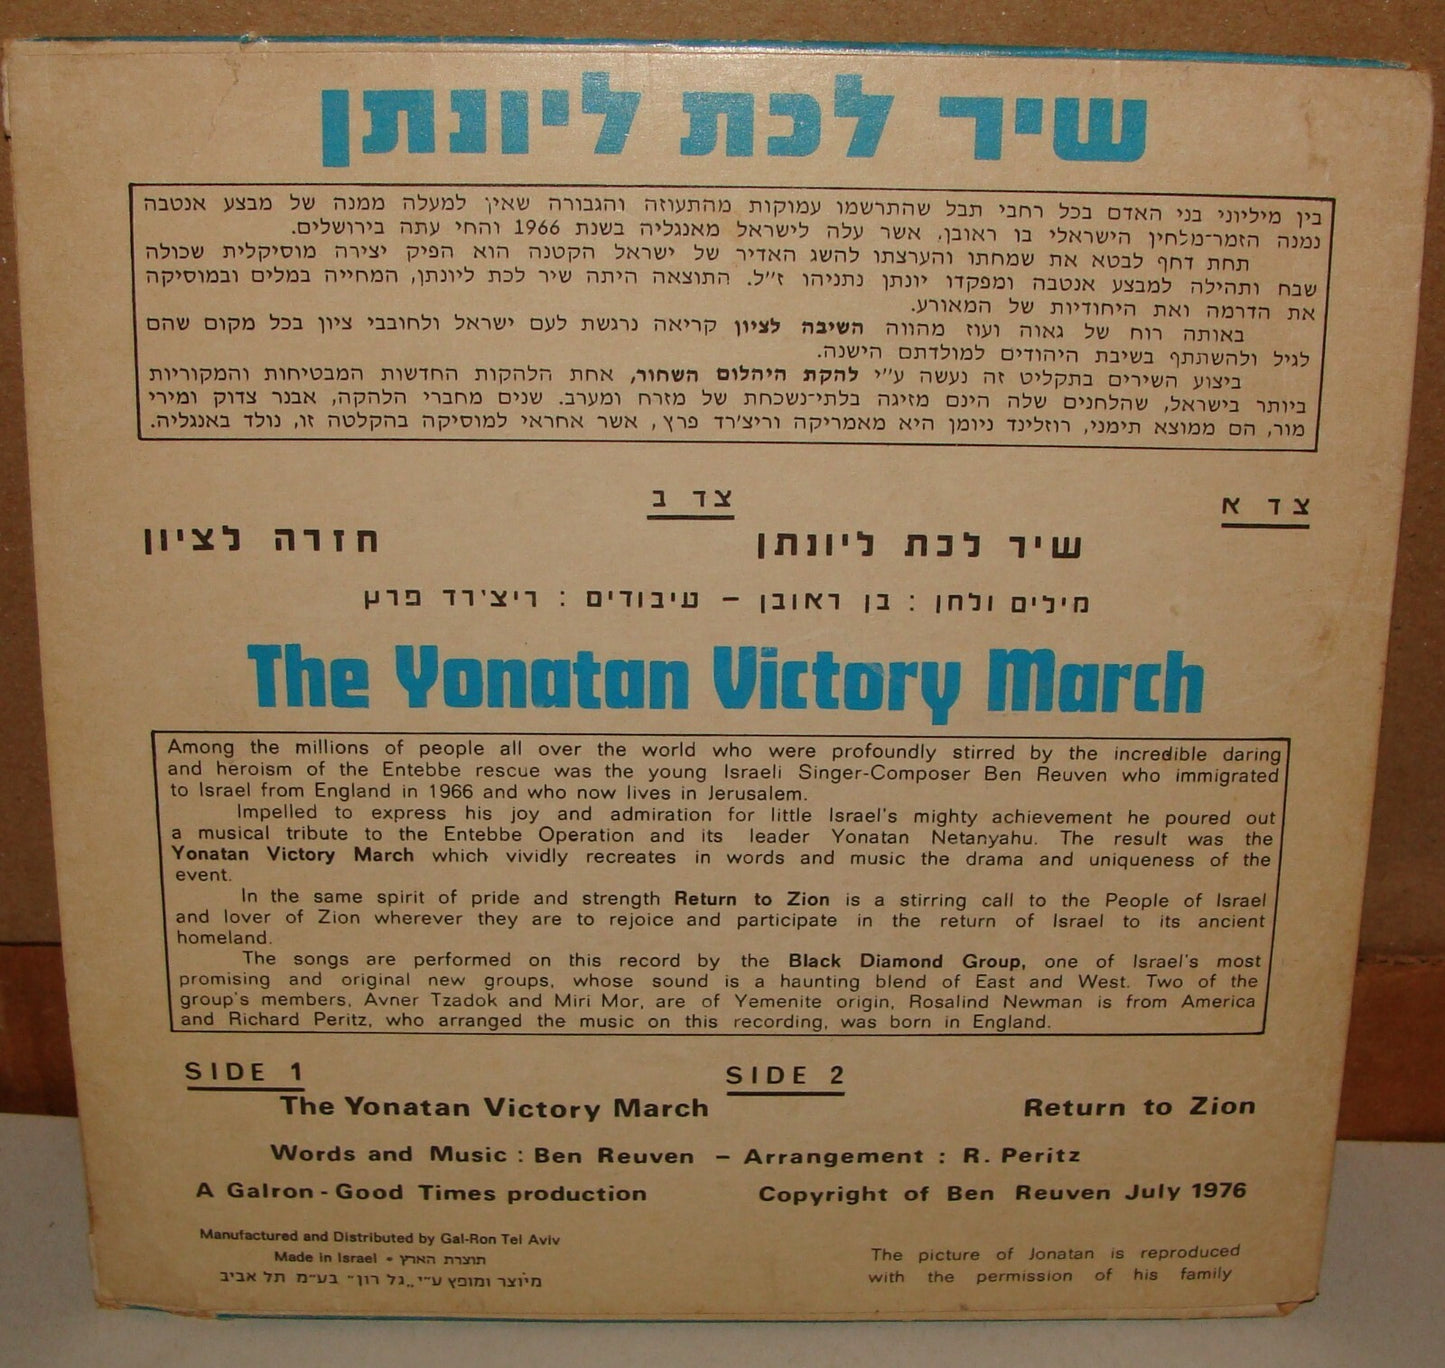 שיר לכת ליונתן
בין מיליוני בני האדם בכל רחבי תבל שהתרשמו עמוקות מהתעוזה והגבורה שאין למעלה ממנה של מבצע אנטבה
נמנה הזמר־מלחין הישראלי בו ראובן, אשר עלה לישראל מאנגליה בשנת 1966 והחי עתה בירושלים.
תחת דחף לבטא את שמחתו והערצתו להשג האדיר של ישראל הקטנה הוא הפיק יצירה מוסיקלית שכולה
שבח ותהילה למבצע אנטבה ומפקדו יונתן נתניהו ז״ל. התוצאה היתה שיר לכת ליונתן, המחייה במלים ובמוסיקה
את הדרמה ואת היחודיות של המאורע.
באותה רוח של גאוה ועוז מהווה השיבה לציון קריאה נרגשת לעם ישראל ולחובבי ציון בכל מקום שהם
לגיל ולהשתתף בשיבת היהודים למולדתם הישנה.
ביצוע השירים בתקליט זה נעשה ע״י להקת היהלום השחור, אחת הלהקות החדשות המבטיחות והמקוריות
ביותר בישראל, שהלחנים שלה הינם מזיגה בלתי־נשכחת של מזרח ומערב. שנים מחברי הלהקה, אבנר צדוק ומירי
מור, הם ממוצא תימני, רוזלינד ניומן היא מאמריקה וריצ׳רד פרץ, אשר אחראי למוסיקה בהקלטה זו, נולד באנגליה.
צד א
צד ב
שיר לכת ליונתן
חזרה לציון
מילים ולחן : בן ראובן – עיבודים : ריצ׳רד פרץ
The Yonatan Victory March
Among the millions of people all over the world who were profoundly stirred by the incredible daring
and heroism of the Entebbe rescue was the young Israeli Singer-Composer Ben Reuven who immigrated
to Israel from England in 1966 and who now lives in Jerusalem.
Impelled to express his joy and admiration for little Israel's mighty achievement he poured out
a musical tribute to the Entebbe Operation and its leader Yonatan Netanyahu. The result was the
Yonatan Victory March which vividly recreates in words and music the drama and uniqueness of the
event.
In the same spirit of pride and strength Return to Zion is a stirring call to the People of Israel
and lover of Zion wherever they are to rejoice and participate in the return of Israel to its ancient
homeland.
The songs are performed on this record by the Black Diamond Group, one of Israel's most
promising and original new groups, whose sound is a haunting blend of East and West. Two of the
group's members, Avner Tzadok and Miri Mor, are of Yemenite origin, Rosalind Newman is from America
and Richard Peritz, who arranged the music on this recording, was born in England.
SIDE 1
SIDE 2
The Yonatan Victory March
Return to Zion
Words and Music : Ben Reuven – Arrangement : R. Peritz
A Galron - Good Times production
Copyright of Ben Reuven July 1976
Manufactured and Distributed by Gal-Ron Tel Aviv
Made in Israel - תוצרת הארץ
מיוצר ומופץ ע״י „גל רון״ בע״מ תל אביב
The picture of Jonatan is reproduced
with the permission of his family